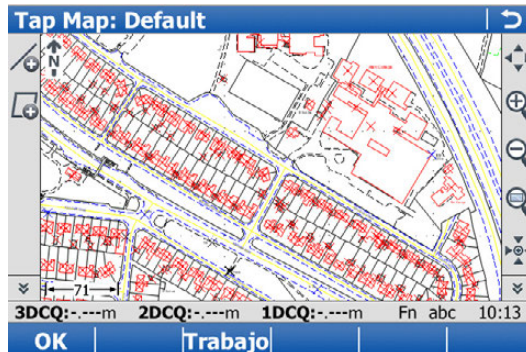 Tap Map: Default
N
71
3DCQ:-.---m 2DCQ:-.---m 1DCQ:-.---m Fn abc 10:13
OK Trabajo